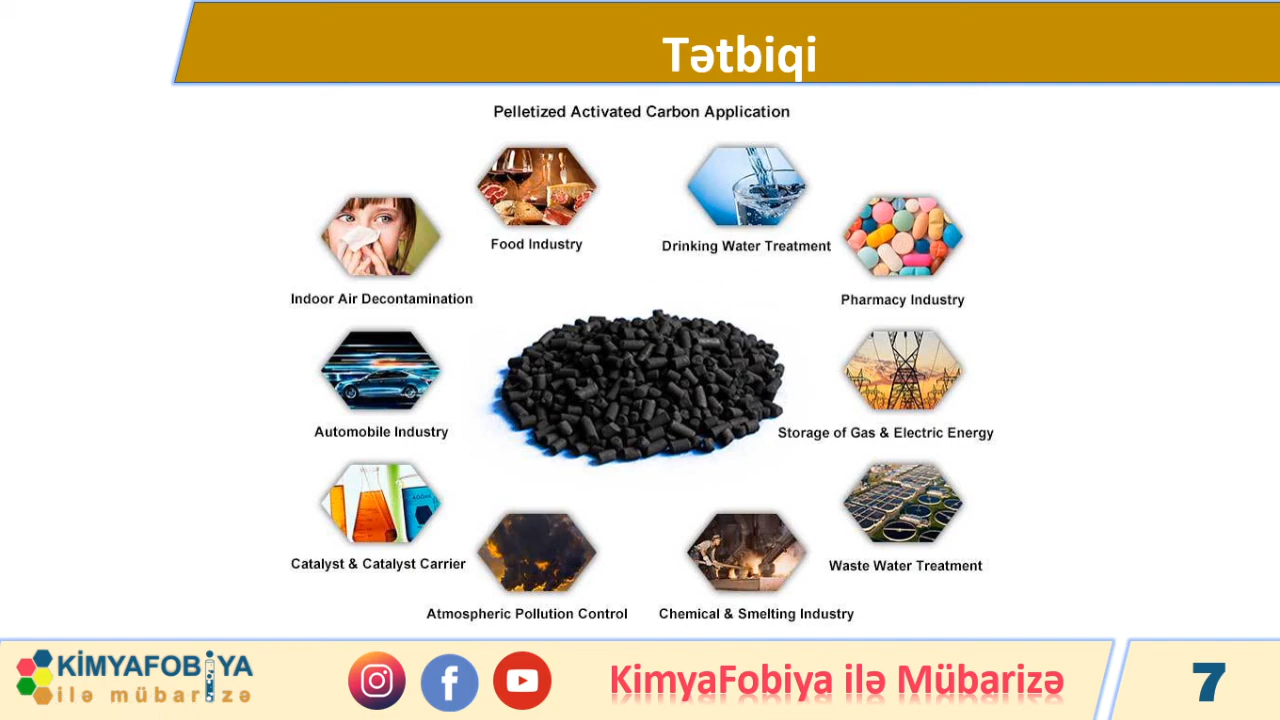 Tətbiqi
Pelletized Activated Carbon Application
Food Industry
Drinking Water Treatment
Indoor Air Decontamination
Pharmacy Industry
Automobile Industry
Storage of Gas & Electric Energy
Catalyst & Catalyst Carrier
Waste Water Treatment
Atmospheric Pollution Control
Chemical & Smelting Industry
KİMYAFOBİYA
ilə mübarizə
KimyaFobiya ilə Mübarizə
7